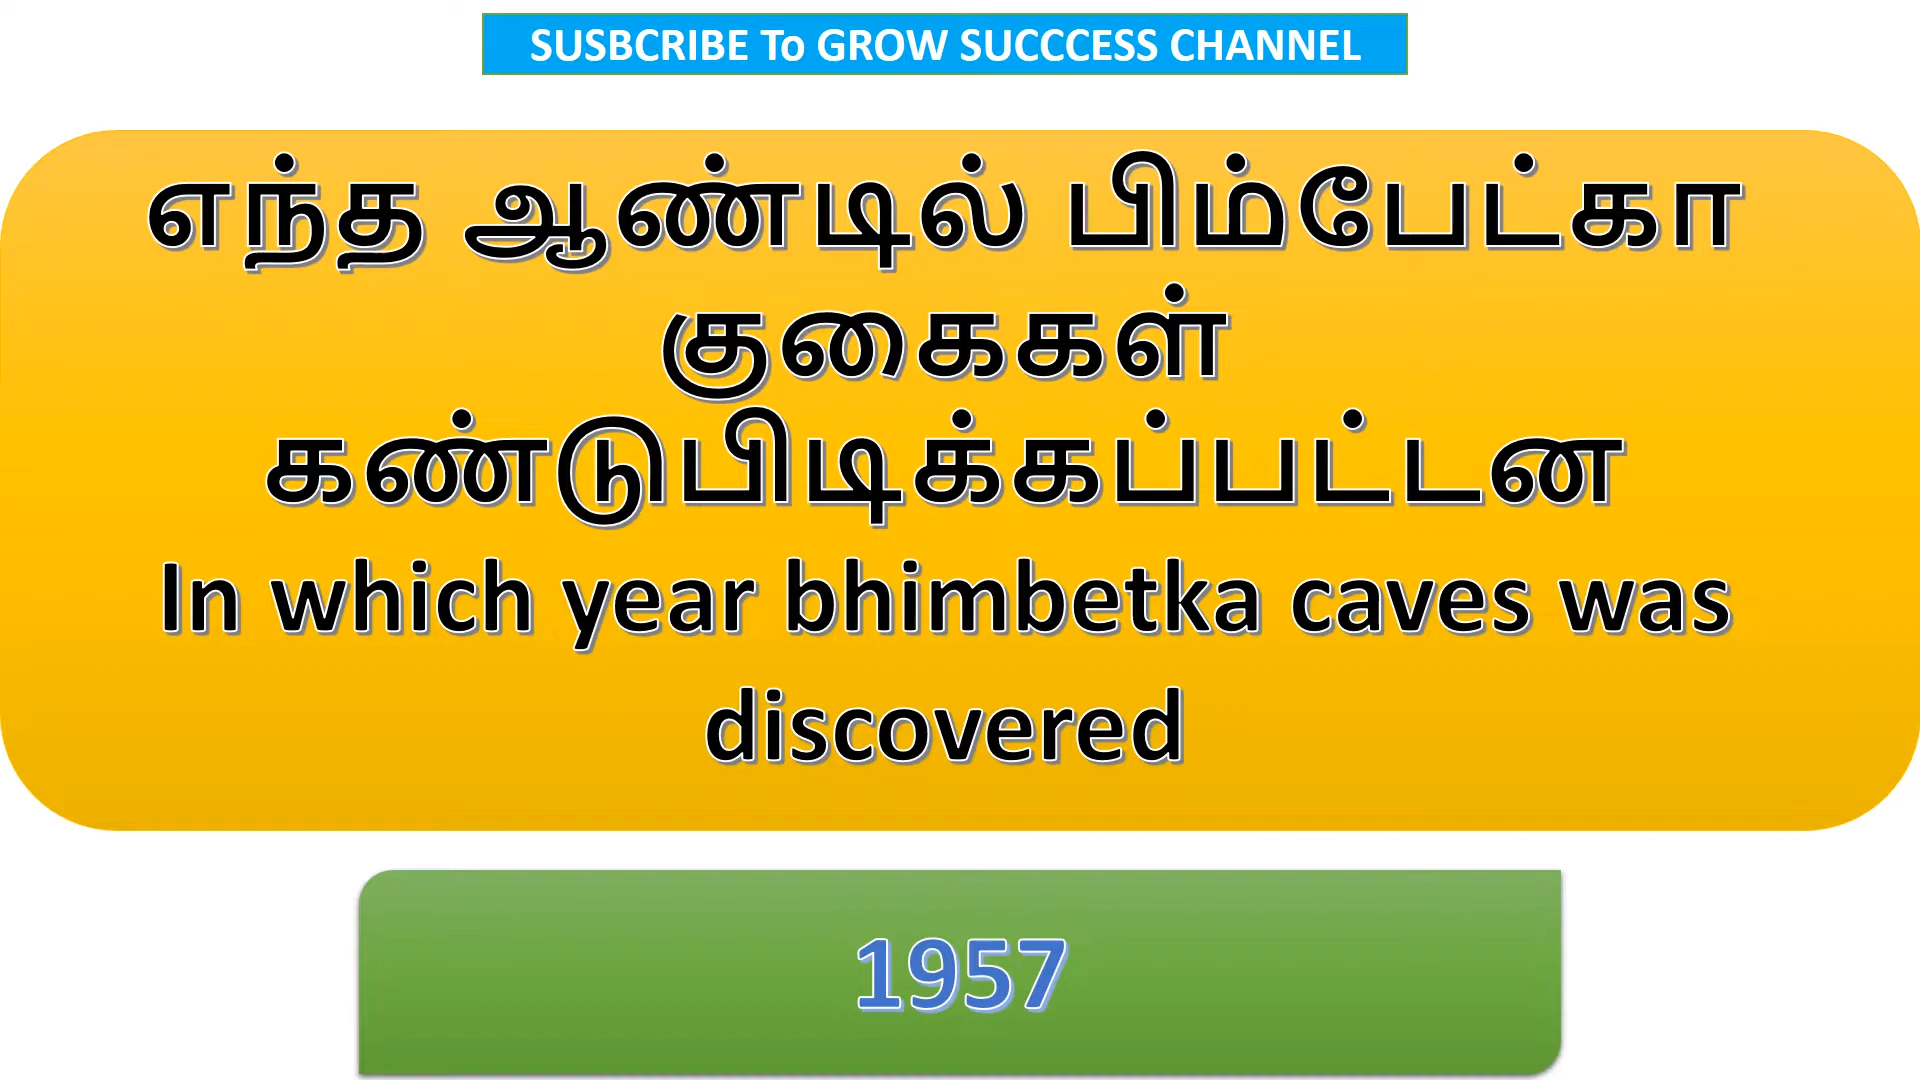 SUSBCRIBE To GROW SUCCCESS CHANNEL
எந்த ஆண்டில் பிம்பேட்கா
குகைகள்
கண்டுபிடிக்கப்பட்டன
In which year bhimbetka caves was
discovered
1957